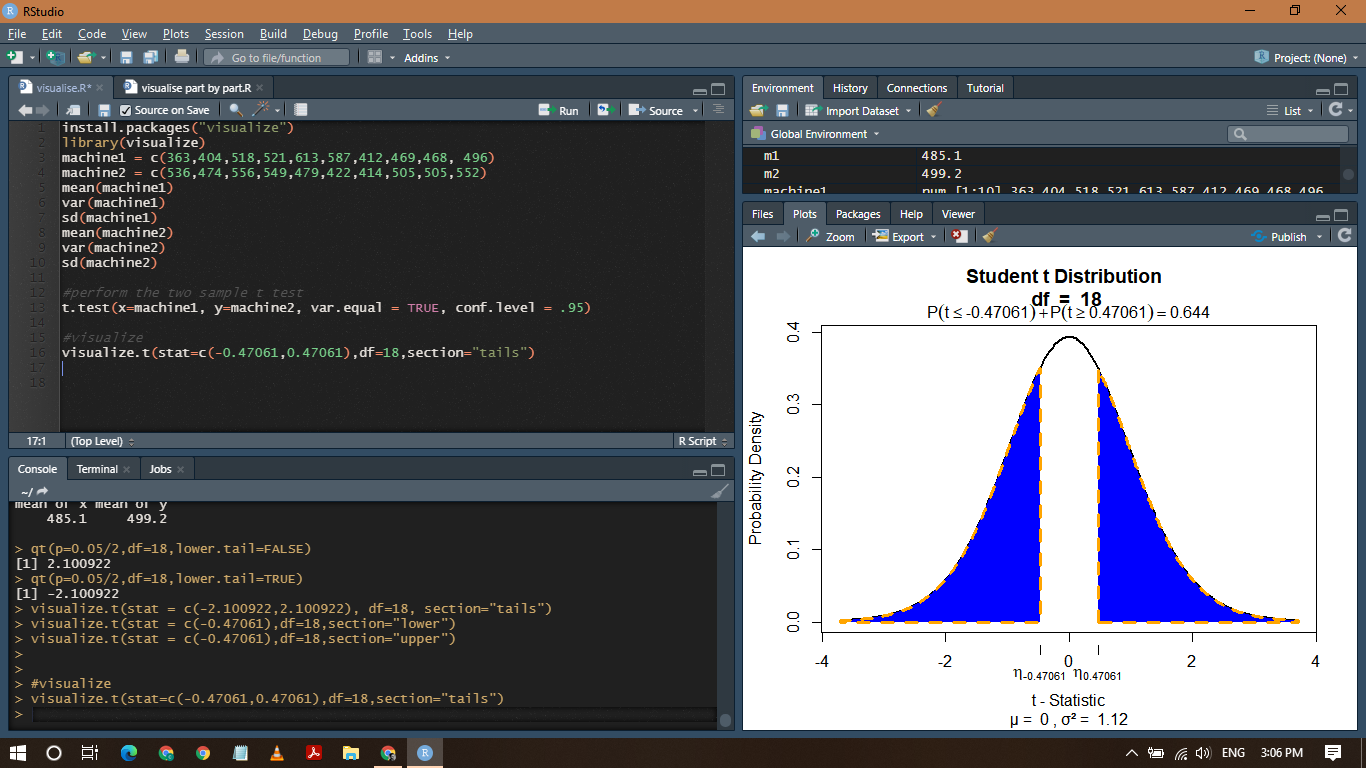 RStudio
File Edit Code View Plots Session Build Debug Profile Tools Help
Go to file/function Addins Project: (None)
visualise.R* visualise part by part.R
Source on Save Run Source
1 install.packages("visualize")
2 library(visualize)
3 machine1 = c(363,404,518,521,613,587,412,469,468, 496)
4 machine2 = c(536,474,556,549,479,422,414,505,505,552)
5 mean(machine1)
6 var(machine1)
7 sd(machine1)
8 mean(machine2)
9 var(machine2)
10 sd(machine2)
11
12 #perform the two sample t test
13 t.test(x=machine1, y=machine2, var.equal = TRUE, conf.level = .95)
14
15 #visualize
16 visualize.t(stat=c(-0.47061,0.47061),df=18,section="tails")
17
18
17:1 (Top Level) R Script
Console Terminal Jobs
~/
mean of x mean of y
485.1 499.2
> qt(p=0.05/2,df=18,lower.tail=FALSE)
[1] 2.100922
> qt(p=0.05/2,df=18,lower.tail=TRUE)
[1] -2.100922
> visualize.t(stat = c(-2.100922,2.100922), df=18, section="tails")
> visualize.t(stat = c(-0.47061),df=18,section="lower")
> visualize.t(stat = c(-0.47061),df=18,section="upper")
>
>
> #visualize
> visualize.t(stat=c(-0.47061,0.47061),df=18,section="tails")
>
Environment History Connections Tutorial
Import Dataset List
Global Environment
m1 485.1
m2 499.2
machine1 num [1:10] 363 404 518 521 613 587 412 469 468 496
Files Plots Packages Help Viewer
Zoom Export Publish
Student t Distribution
df = 18
P(t ≤ -0.47061)+P(t ≥ 0.47061) = 0.644
Probability Density
0.4
0.3
0.2
0.1
0.0
-4 -2 0 2 4
η-0.47061 η0.47061
t - Statistic
μ = 0 , σ² = 1.12
ENG 3:06 PM